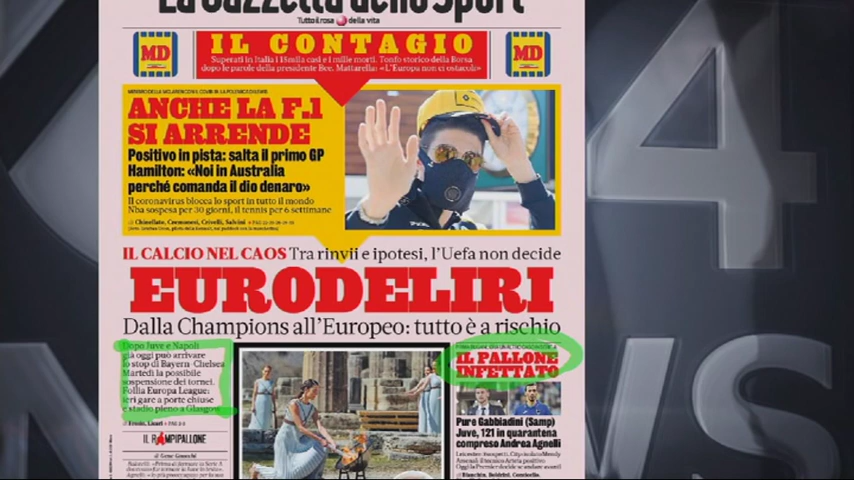 La Gazzetta dello Sport
Tutto il rosa della vita
MD
IL CONTAGIO
MD
Superati in Italia i 15mila casi e i mille morti. Tonfo storico della Borsa
dopo le parole della presidente Bce. Mattarella: «L'Europa non ci ostacoli»
ANCHE LA F.1
SI ARRENDE
Positivo in pista: salta il primo GP
Hamilton: «Noi in Australia
perché comanda il dio denaro»
Il coronavirus blocca lo sport in tutto il mondo
Nba sospesa per 30 giorni, il tennis per 6 settimane
IL CALCIO NEL CAOS Tra rinvii e ipotesi, l'Uefa non decide
EURODELIRI
Dalla Champions all'Europeo: tutto è a rischio
Dopo Juve e Napoli
già oggi può arrivare
lo stop di Bayern-Chelsea
Martedì la possibile
sospensione dei tornei.
Follia Europa League:
ieri gare a porte chiuse
e stadio pieno a Glasgow
IL ROMPIPALLONE
di Gene Gnocchi
IL PALLONE
INFETTATO
Pure Gabbiadini (Samp)
Juve, 121 in quarantena
compreso Andrea Agnelli
4
NEWS